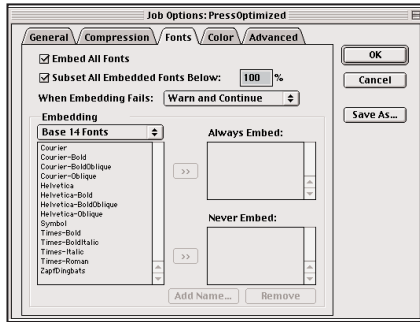 Job Options: PressOptimized
General Compression Fonts Color Advanced
Embed All Fonts
Subset All Embedded Fonts Below: 100 %
When Embedding Fails: Warn and Continue
OK
Cancel
Save As...
Embedding
Base 14 Fonts
Courier
Courier-Bold
Courier-BoldOblique
Courier-Oblique
Helvetica
Helvetica-Bold
Helvetica-BoldOblique
Helvetica-Oblique
Symbol
Times-Bold
Times-BoldItalic
Times-Italic
Times-Roman
ZapfDingbats
>>
>>
Always Embed:
Never Embed:
Add Name... Remove